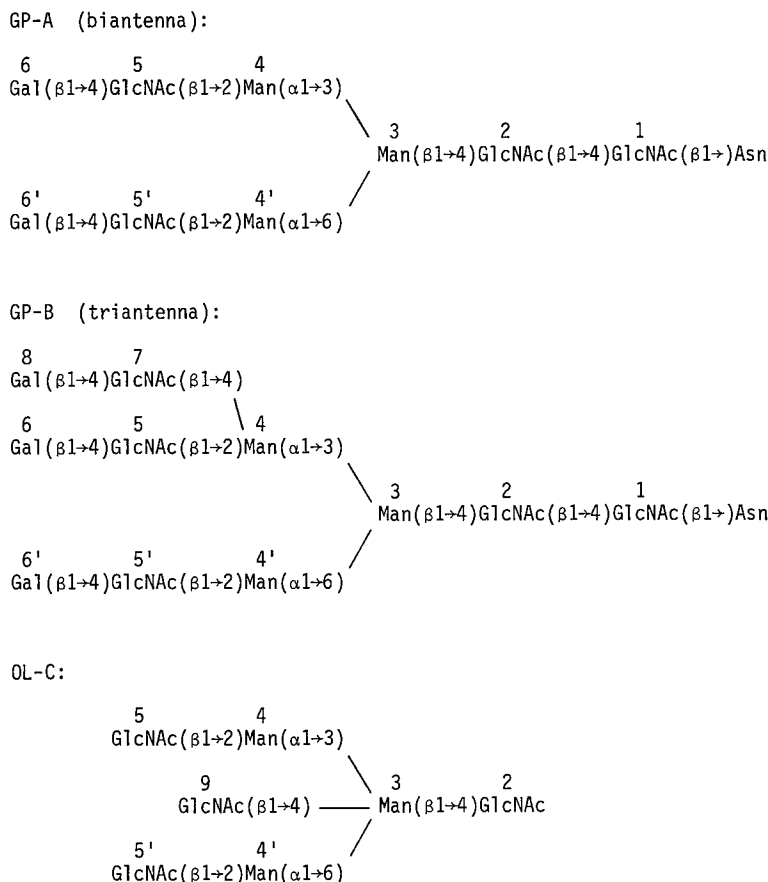 GP-A (biantenna):
6 5 4
Gal(β1→4)GlcNAc(β1→2)Man(α1→3)
3 2 1
Man(β1→4)GlcNAc(β1→4)GlcNAc(β1→)Asn
6' 5' 4'
Gal(β1→4)GlcNAc(β1→2)Man(α1→6)
GP-B (triantenna):
8 7
Gal(β1→4)GlcNAc(β1→4)
6 5 4
Gal(β1→4)GlcNAc(β1→2)Man(α1→3)
3 2 1
Man(β1→4)GlcNAc(β1→4)GlcNAc(β1→)Asn
6' 5' 4'
Gal(β1→4)GlcNAc(β1→2)Man(α1→6)
OL-C:
5 4
GlcNAc(β1→2)Man(α1→3)
9 3 2
GlcNAc(β1→4) Man(β1→4)GlcNAc
5' 4'
GlcNAc(β1→2)Man(α1→6)